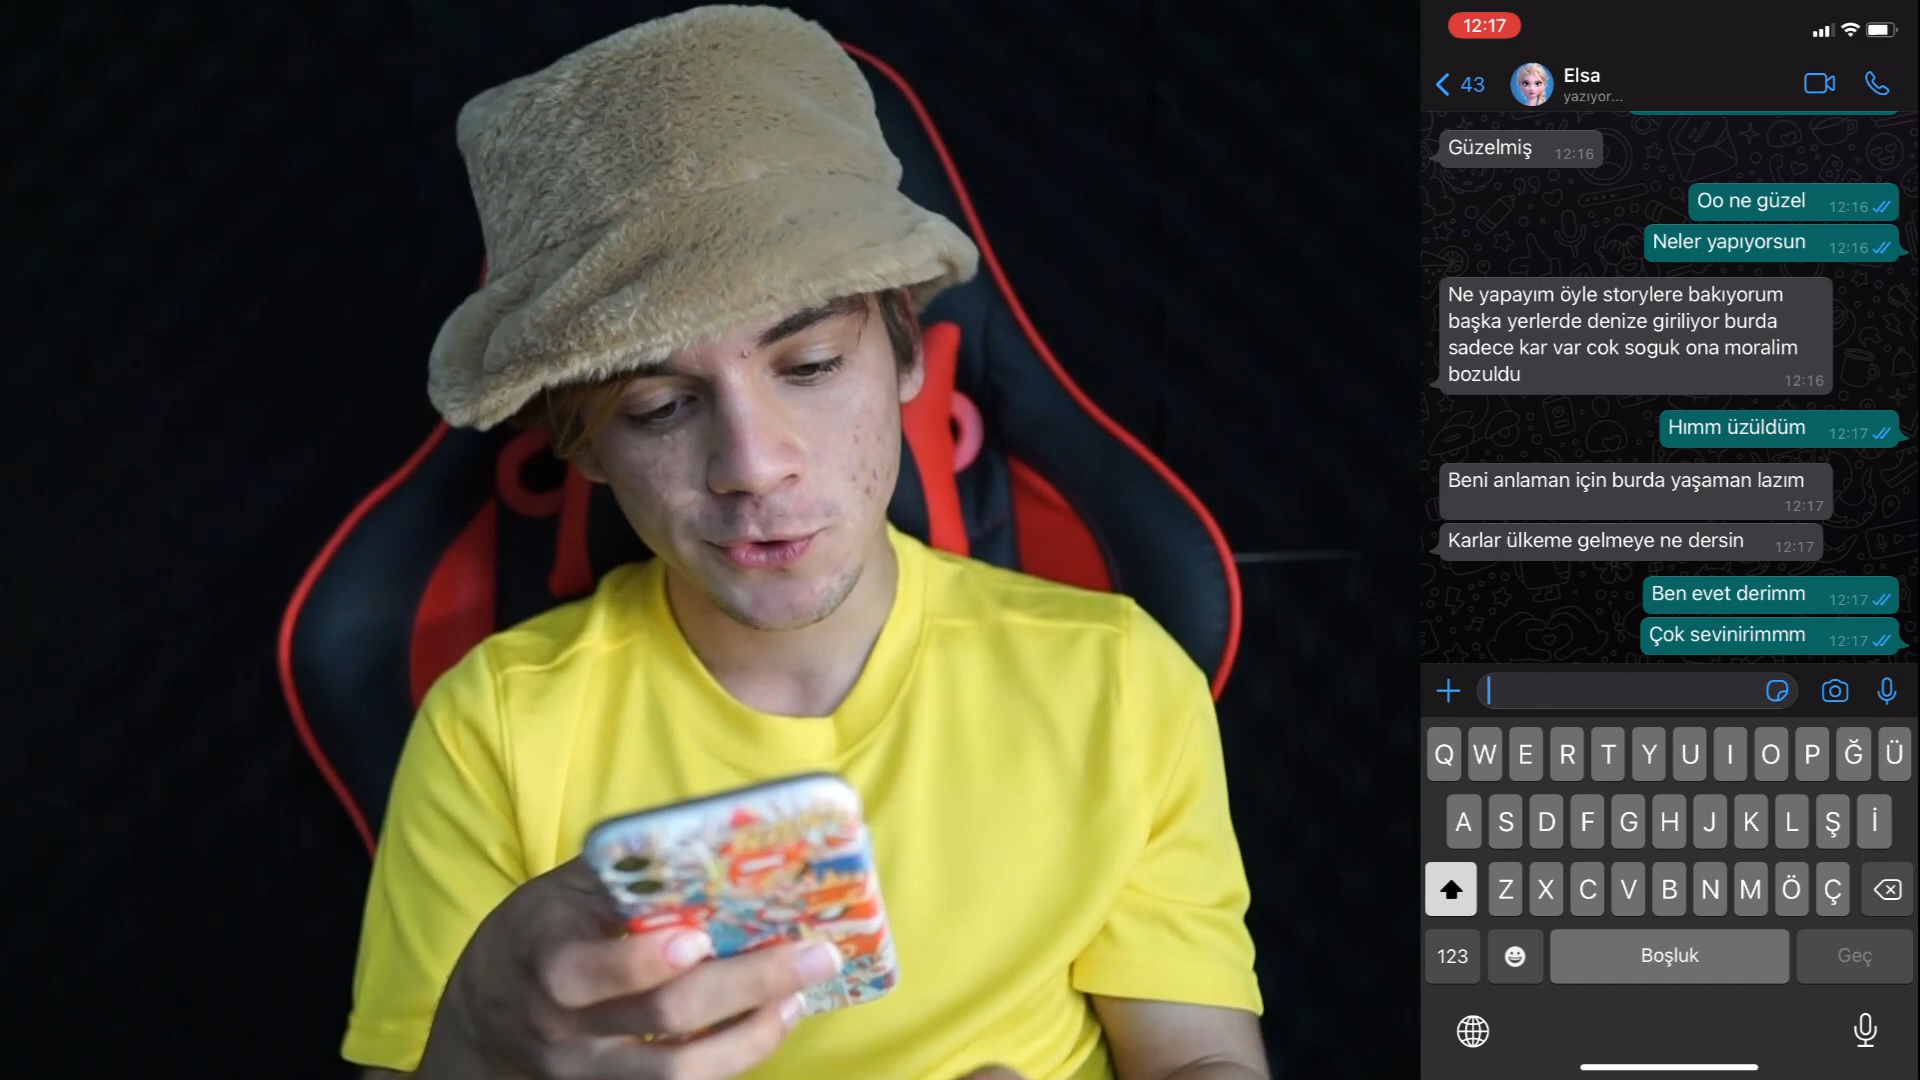 12:17
43
Elsa
yazıyor...
Güzelmiş 12:16
Oo ne güzel 12:16
Neler yapıyorsun 12:16
Ne yapayım öyle storylere bakıyorum
başka yerlerde denize giriliyor burda
sadece kar var cok soguk ona moralim
bozuldu 12:16
Hımm üzüldüm 12:17
Beni anlaman için burda yaşaman lazım
12:17
Karlar ülkeme gelmeye ne dersin 12:17
Ben evet derimm 12:17
Çok sevinirimmm 12:17
Q W E R T Y U I O P Ğ Ü
A S D F G H J K L Ş İ
Z X C V B N M Ö Ç
123 Boşluk Geç